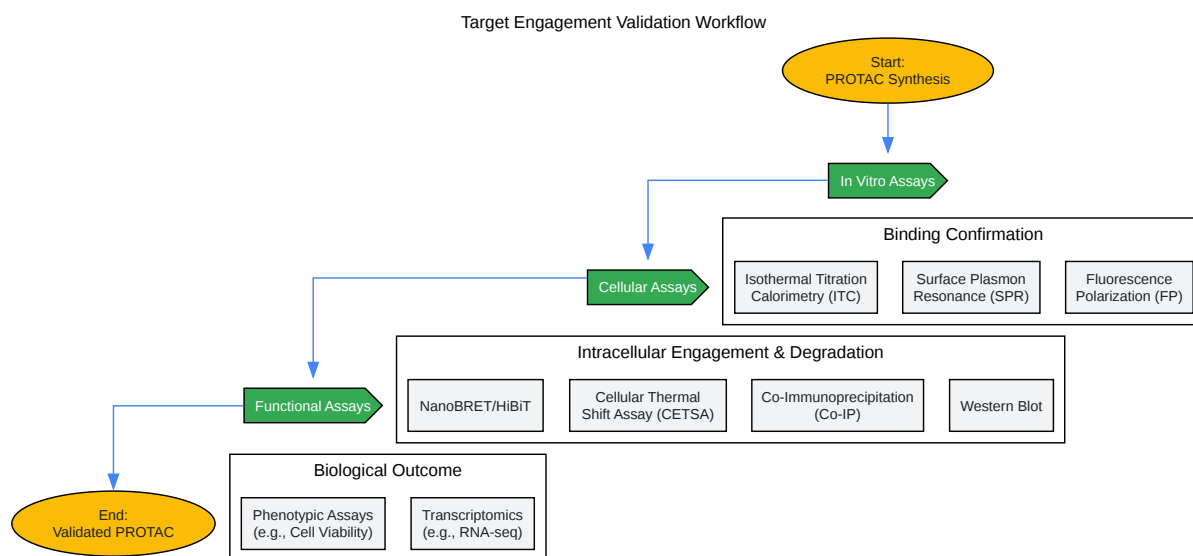 Target Engagement Validation Workflow
Start:
PROTAC Synthesis
In Vitro Assays
Binding Confirmation
Isothermal Titration
Calorimetry (ITC)
Surface Plasmon
Resonance (SPR)
Fluorescence
Polarization (FP)
Cellular Assays
Intracellular Engagement & Degradation
NanoBRET/HiBiT
Cellular Thermal
Shift Assay (CETSA)
Co-Immunoprecipitation
(Co-IP)
Western Blot
Functional Assays
Biological Outcome
Phenotypic Assays
(e.g., Cell Viability)
Transcriptomics
(e.g., RNA-seq)
End:
Validated PROTAC